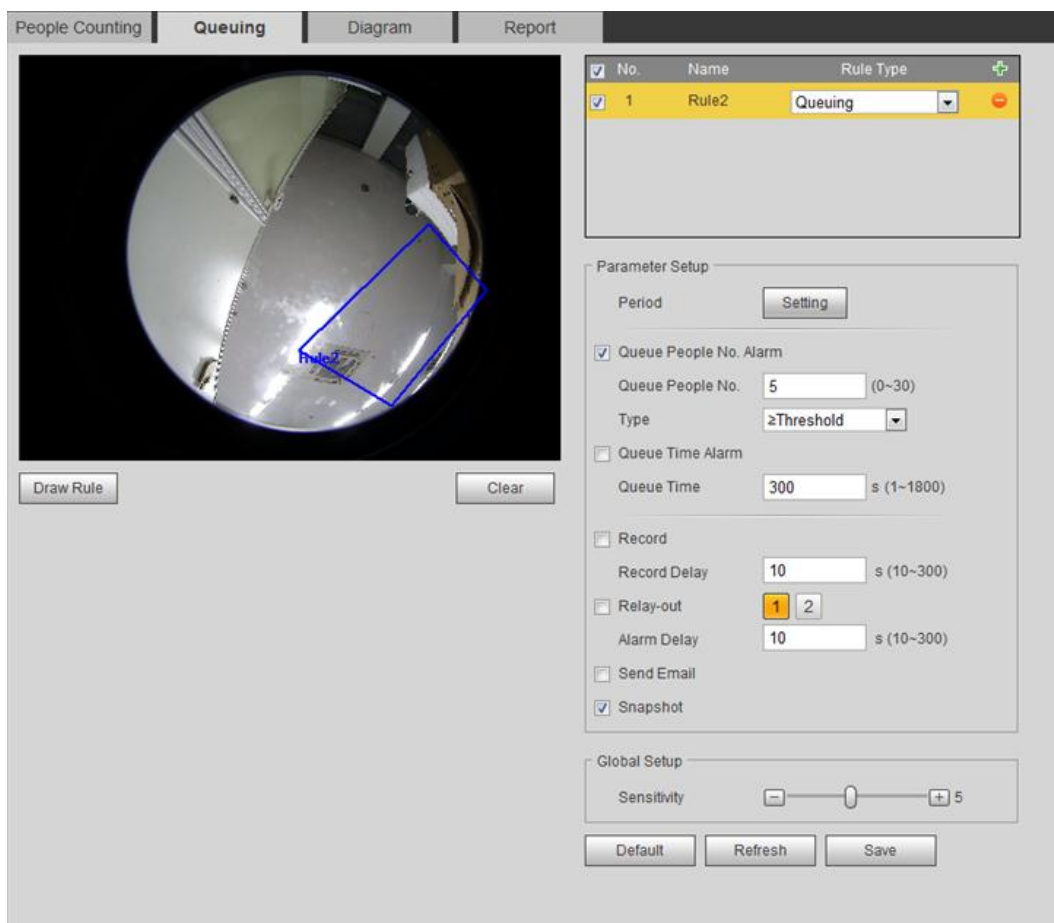 People Counting Queuing Diagram Report
No. Name Rule Type
1 Rule2 Queuing
Rule2
Draw Rule Clear
Parameter Setup
Period Setting
Queue People No. Alarm
Queue People No. 5 (0~30)
Type ≥Threshold
Queue Time Alarm
Queue Time 300 s (1~1800)
Record
Record Delay 10 s (10~300)
Relay-out 1 2
Alarm Delay 10 s (10~300)
Send Email
Snapshot
Global Setup
Sensitivity 5
Default Refresh Save